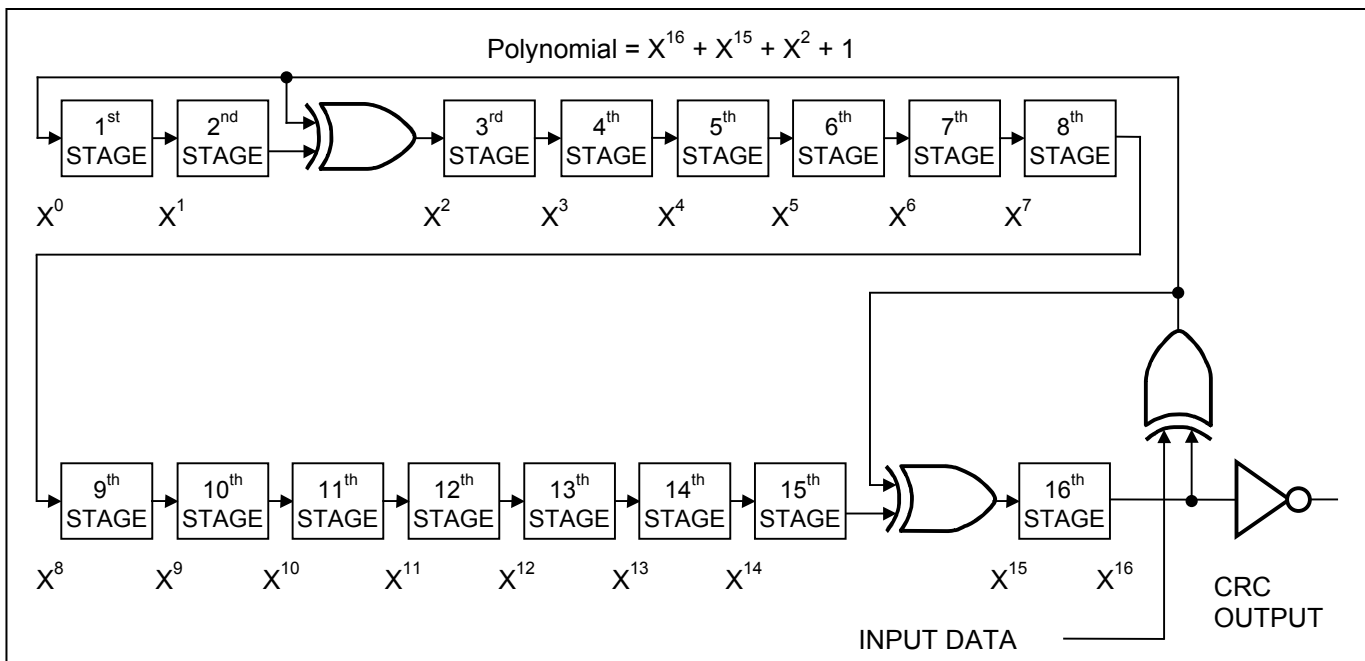 Polynomial = X¹⁶ + X¹⁵ + X² + 1
1ˢᵗ
STAGE
2ⁿᵈ
STAGE
3ʳᵈ
STAGE
4ᵗʰ
STAGE
5ᵗʰ
STAGE
6ᵗʰ
STAGE
7ᵗʰ
STAGE
8ᵗʰ
STAGE
X⁰ X¹ X² X³ X⁴ X⁵ X⁶ X⁷
9ᵗʰ
STAGE
10ᵗʰ
STAGE
11ᵗʰ
STAGE
12ᵗʰ
STAGE
13ᵗʰ
STAGE
14ᵗʰ
STAGE
15ᵗʰ
STAGE
16ᵗʰ
STAGE
X⁸ X⁹ X¹⁰ X¹¹ X¹² X¹³ X¹⁴ X¹⁵ X¹⁶
CRC
OUTPUT
INPUT DATA